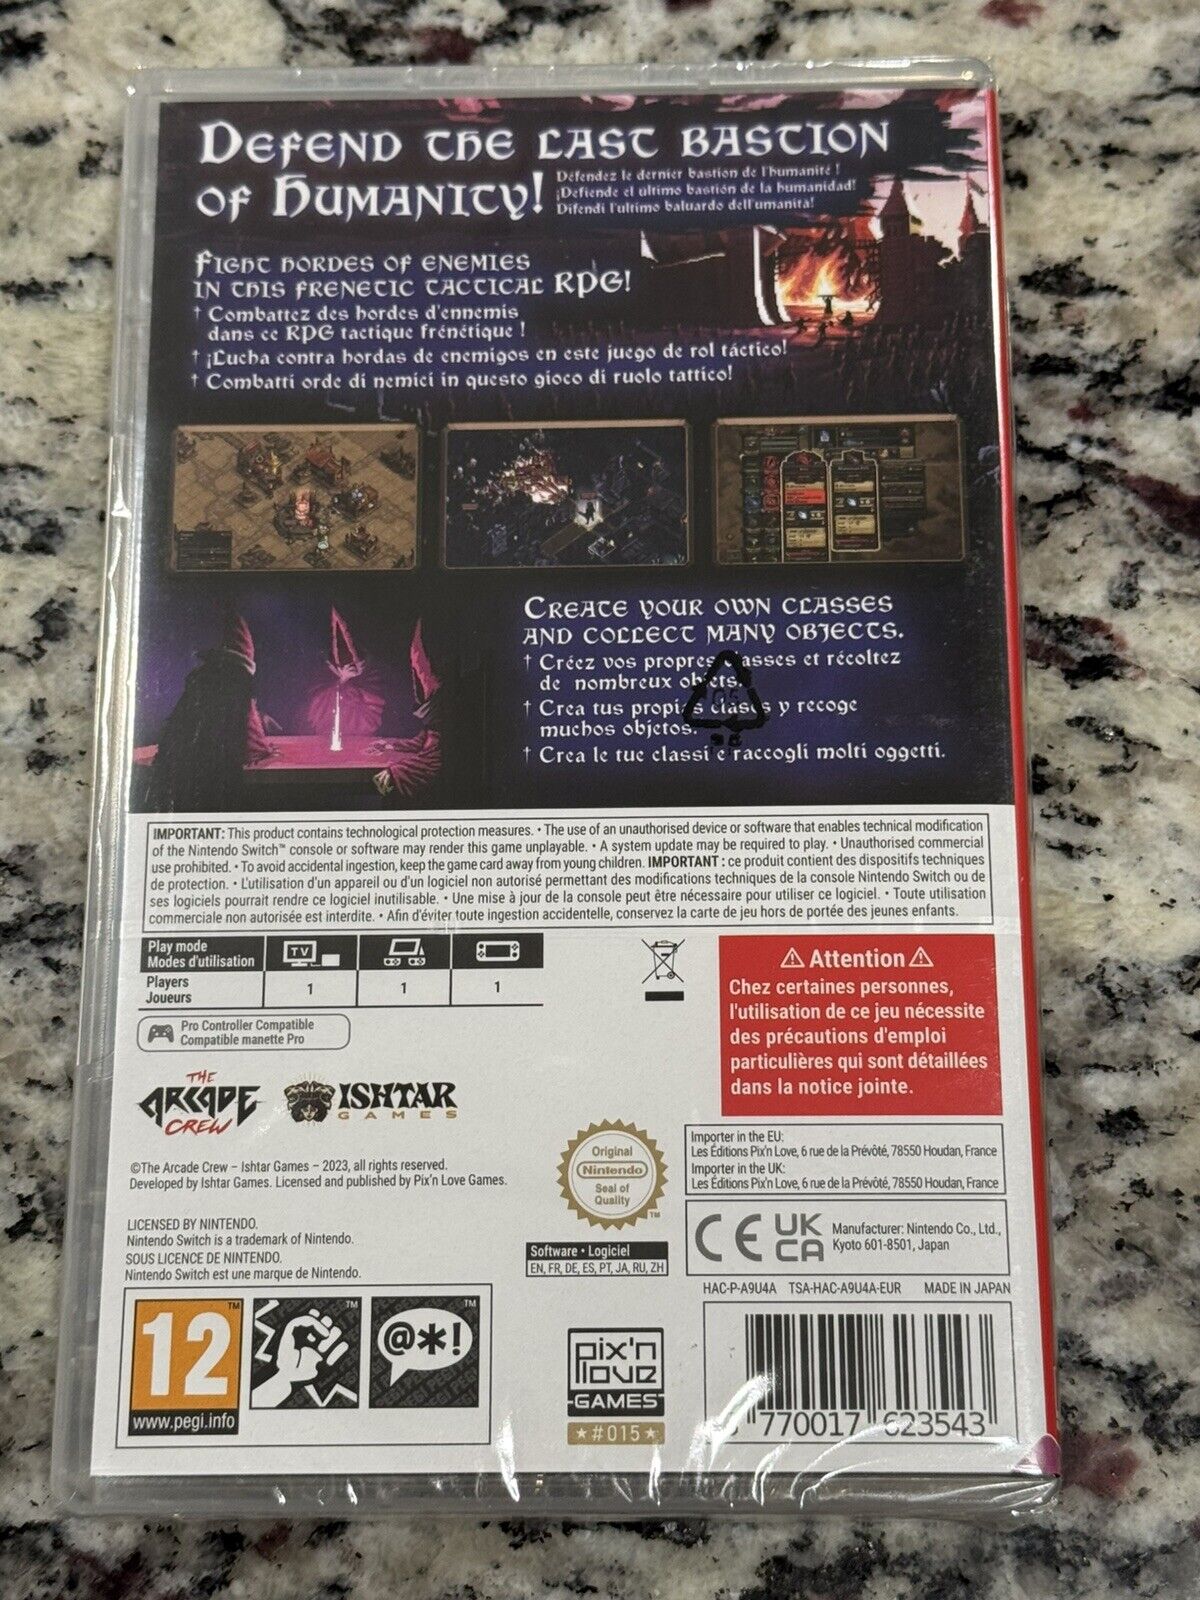 DEFEND THE LAST BASTION
OF HUMANITY!
Défendez le dernier bastion de l'humanité !
¡Defiende el ultimo bastión de la humanidad!
Difendi l'ultimo baluardo dell'umanita!
FIGHT HORDES OF ENEMIES
IN THIS FRENETIC TACTICAL RPG!
† Combattez des hordes d'ennemis
dans ce RPG tactique frénétique !
† ¡Lucha contra hordas de enemigos en este juego de rol táctico!
† Combatti orde di nemici in questo gioco di ruolo tattico!
CREATE YOUR OWN CLASSES
AND COLLECT MANY OBJECTS.
† Créez vos propres classes et récoltez
de nombreux objets.
† Crea tus propias clases y recoge
muchos objetos.
† Crea le tue classi e raccogli molti oggetti.
IMPORTANT: This product contains technological protection measures. • The use of an unauthorised device or software that enables technical modification
of the Nintendo Switch™ console or software may render this game unplayable. • A system update may be required to play. • Unauthorised commercial
use prohibited. • To avoid accidental ingestion, keep the game card away from young children. IMPORTANT : ce produit contient des dispositifs techniques
de protection. • L'utilisation d'un appareil ou d'un logiciel non autorisé permettant des modifications techniques de la console Nintendo Switch ou de
ses logiciels pourrait rendre ce logiciel inutilisable. • Une mise à jour de la console peut être nécessaire pour utiliser ce logiciel. • Toute utilisation
commerciale non autorisée est interdite. • Afin d'éviter toute ingestion accidentelle, conservez la carte de jeu hors de portée des jeunes enfants.
Play mode
Modes d'utilisation
TV
Players
Joueurs
1 1 1
Pro Controller Compatible
Compatible manette Pro
⚠ Attention ⚠
Chez certaines personnes,
l'utilisation de ce jeu nécessite
des précautions d'emploi
particulières qui sont détaillées
dans la notice jointe.
THE
ARCADE
CREW
ISHTAR
GAMES
©The Arcade Crew – Ishtar Games – 2023, all rights reserved.
Developed by Ishtar Games. Licensed and published by Pix'n Love Games.
LICENSED BY NINTENDO.
Nintendo Switch is a trademark of Nintendo.
SOUS LICENCE DE NINTENDO.
Nintendo Switch est une marque de Nintendo.
Original
Nintendo
Seal of
Quality
™
Software • Logiciel
EN, FR, DE, ES, PT, JA, RU, ZH
Importer in the EU:
Les Éditions Pix'n Love, 6 rue de la Prévôté, 78550 Houdan, France
Importer in the UK:
Les Éditions Pix'n Love, 6 rue de la Prévôté, 78550 Houdan, France
CE UK
CA
Manufacturer: Nintendo Co., Ltd.,
Kyoto 601-8501, Japan
HAC-P-A9U4A TSA-HAC-A9U4A-EUR MADE IN JAPAN
12
www.pegi.info
@*!
pix'n
love
GAMES
★#015★
770017 623543